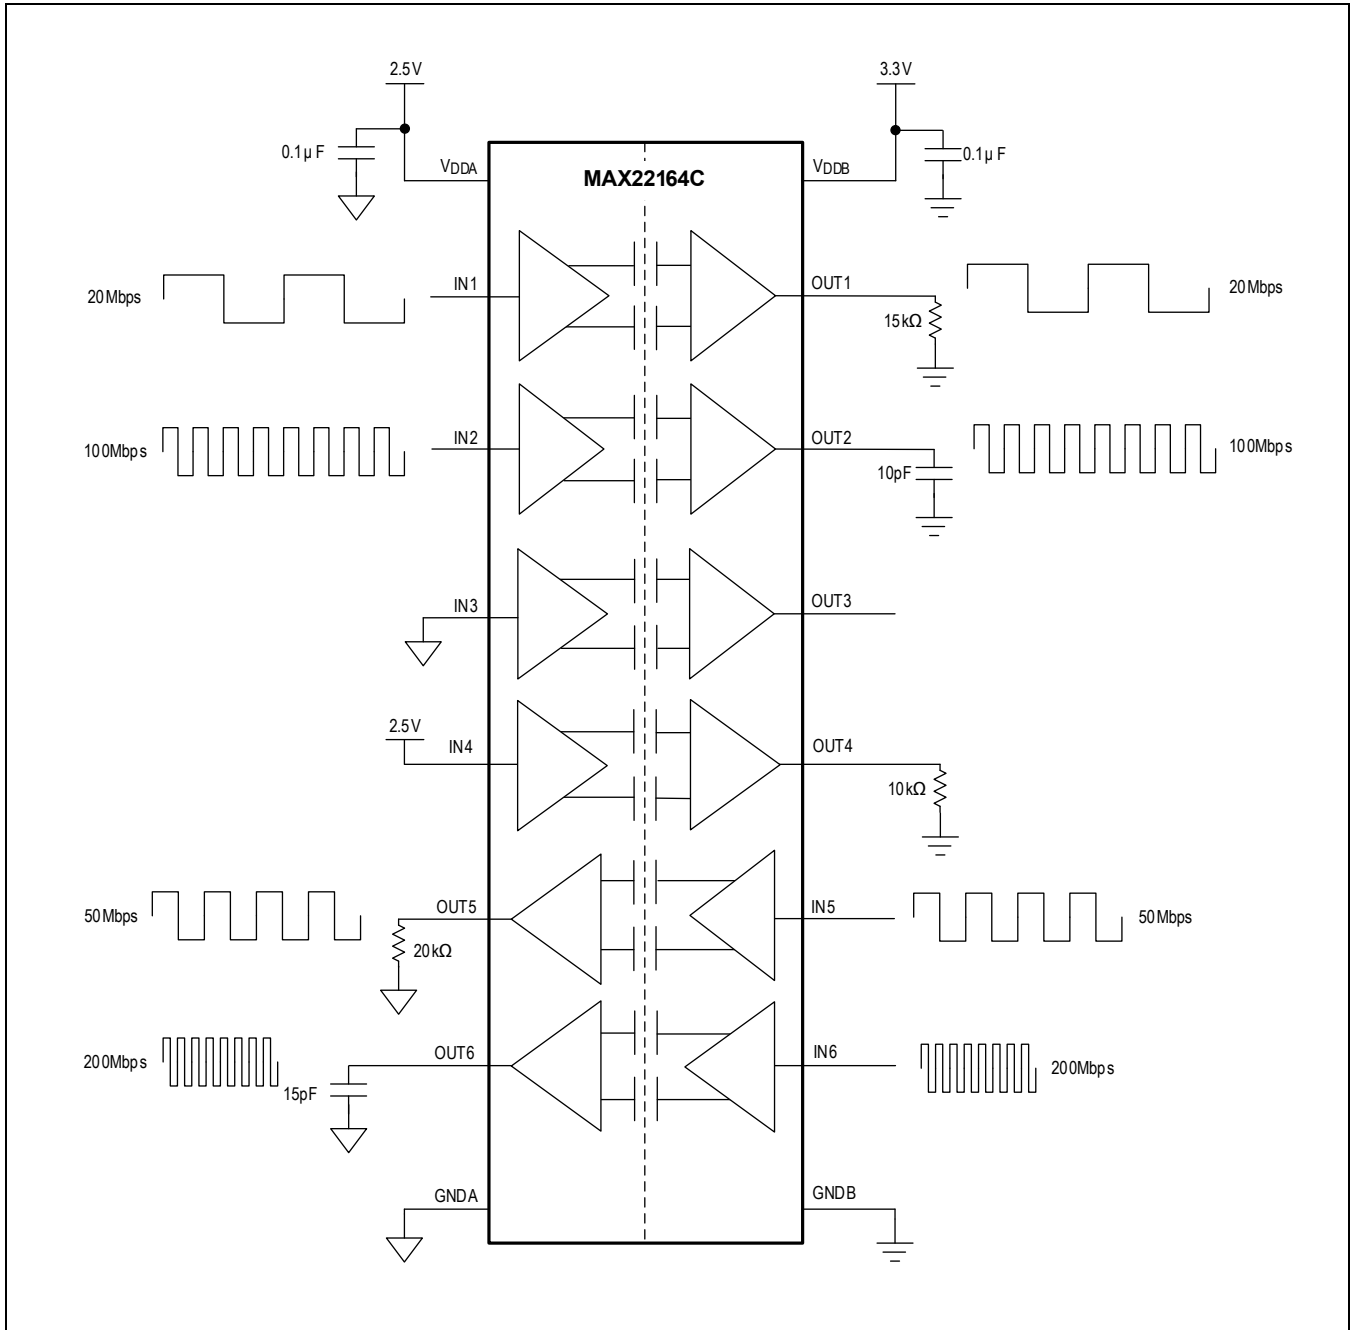 2.5V
3.3V
0.1µF
0.1µF
VDDA
VDDB
MAX22164C
20Mbps
IN1
OUT1
15kΩ
20Mbps
100Mbps
IN2
OUT2
10pF
100Mbps
IN3
OUT3
2.5V
IN4
OUT4
10kΩ
50Mbps
OUT5
20kΩ
IN5
50Mbps
200Mbps
OUT6
15pF
IN6
200Mbps
GNDA
GNDB